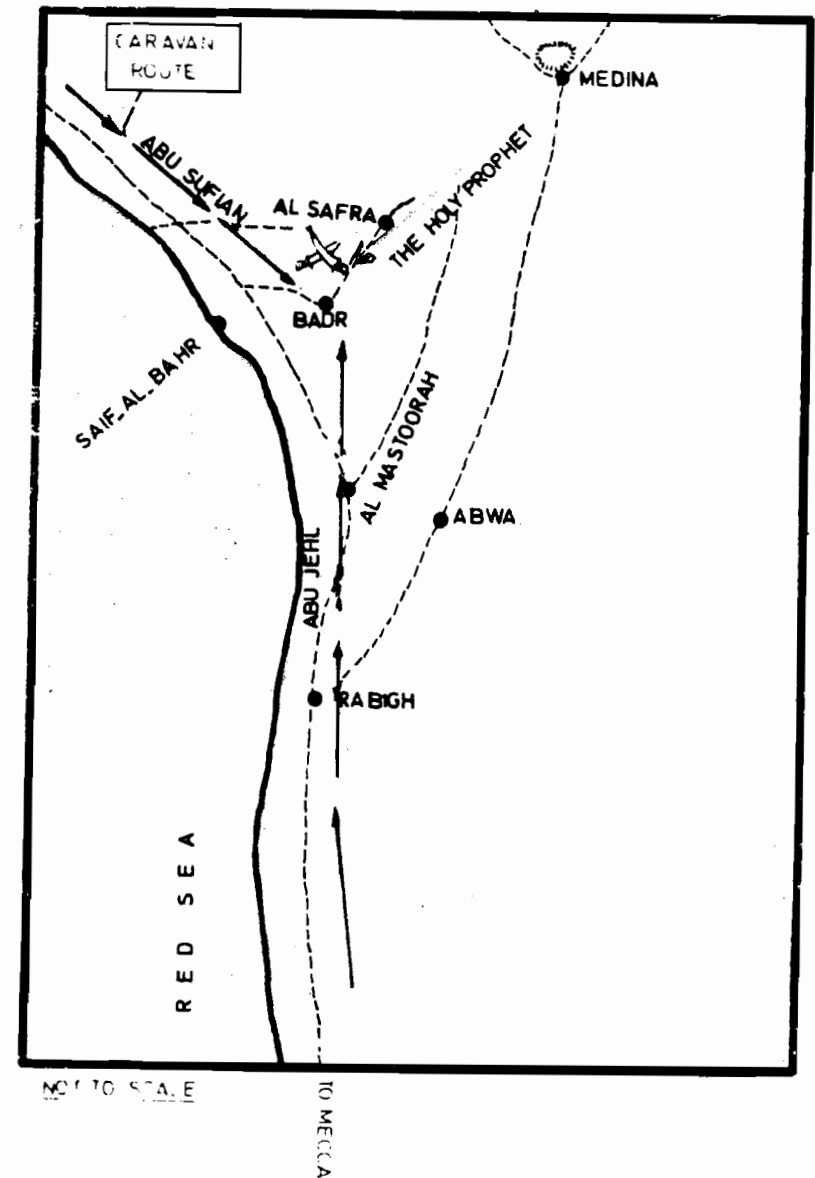 CARAVAN
ROUTE
MEDINA
ABU SUFIAN
AL SAFRA
THE HOLY PROPHET
BADR
SAIF-AL-BAHR
AL MASTOORAH
ABWA
ABU JEHL
RABIGH
RED SEA
NOT TO SCALE
TO MECCA